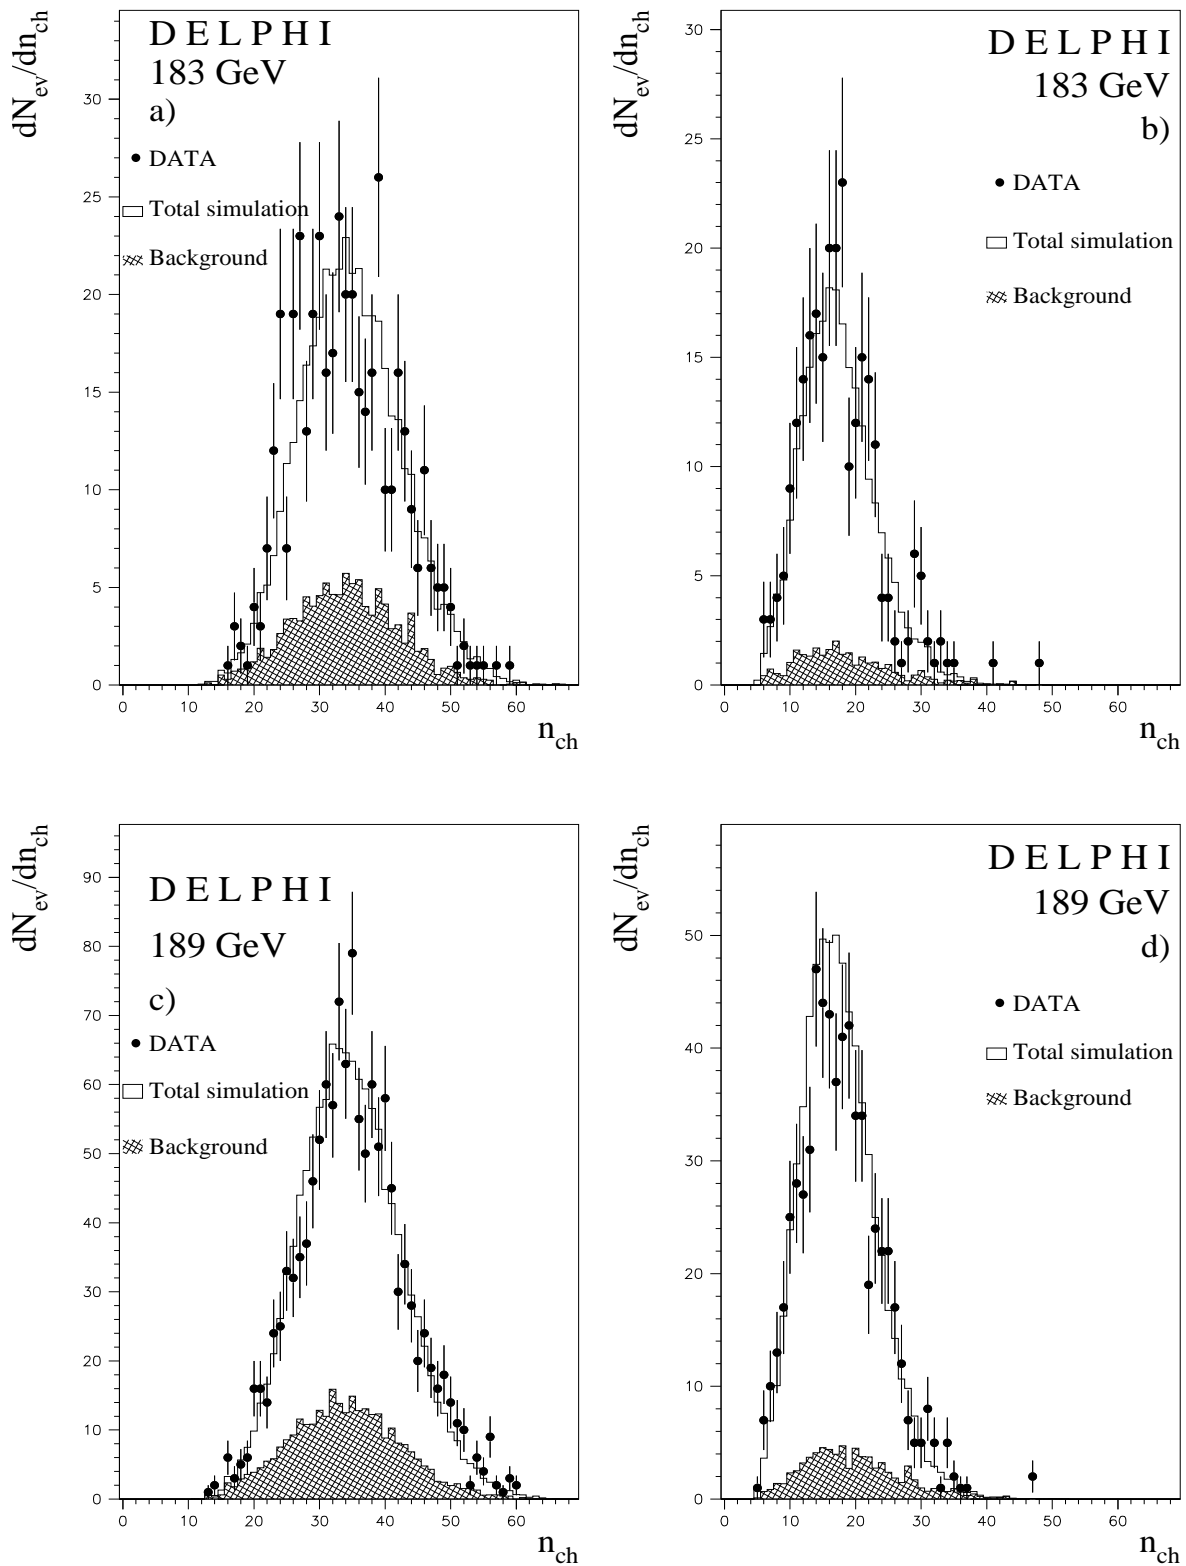 dN_ev/dn_ch
D E L P H I
183 GeV
a)
DATA
Total simulation
Background
30
25
20
15
10
5
0
0 10 20 30 40 50 60
n_ch
dN_ev/dn_ch
D E L P H I
183 GeV
b)
DATA
Total simulation
Background
30
25
20
15
10
5
0
0 10 20 30 40 50 60
n_ch
dN_ev/dn_ch
D E L P H I
189 GeV
c)
DATA
Total simulation
Background
90
80
70
60
50
40
30
20
10
0
0 10 20 30 40 50 60
n_ch
dN_ev/dn_ch
D E L P H I
189 GeV
d)
DATA
Total simulation
Background
50
40
30
20
10
0
0 10 20 30 40 50 60
n_ch